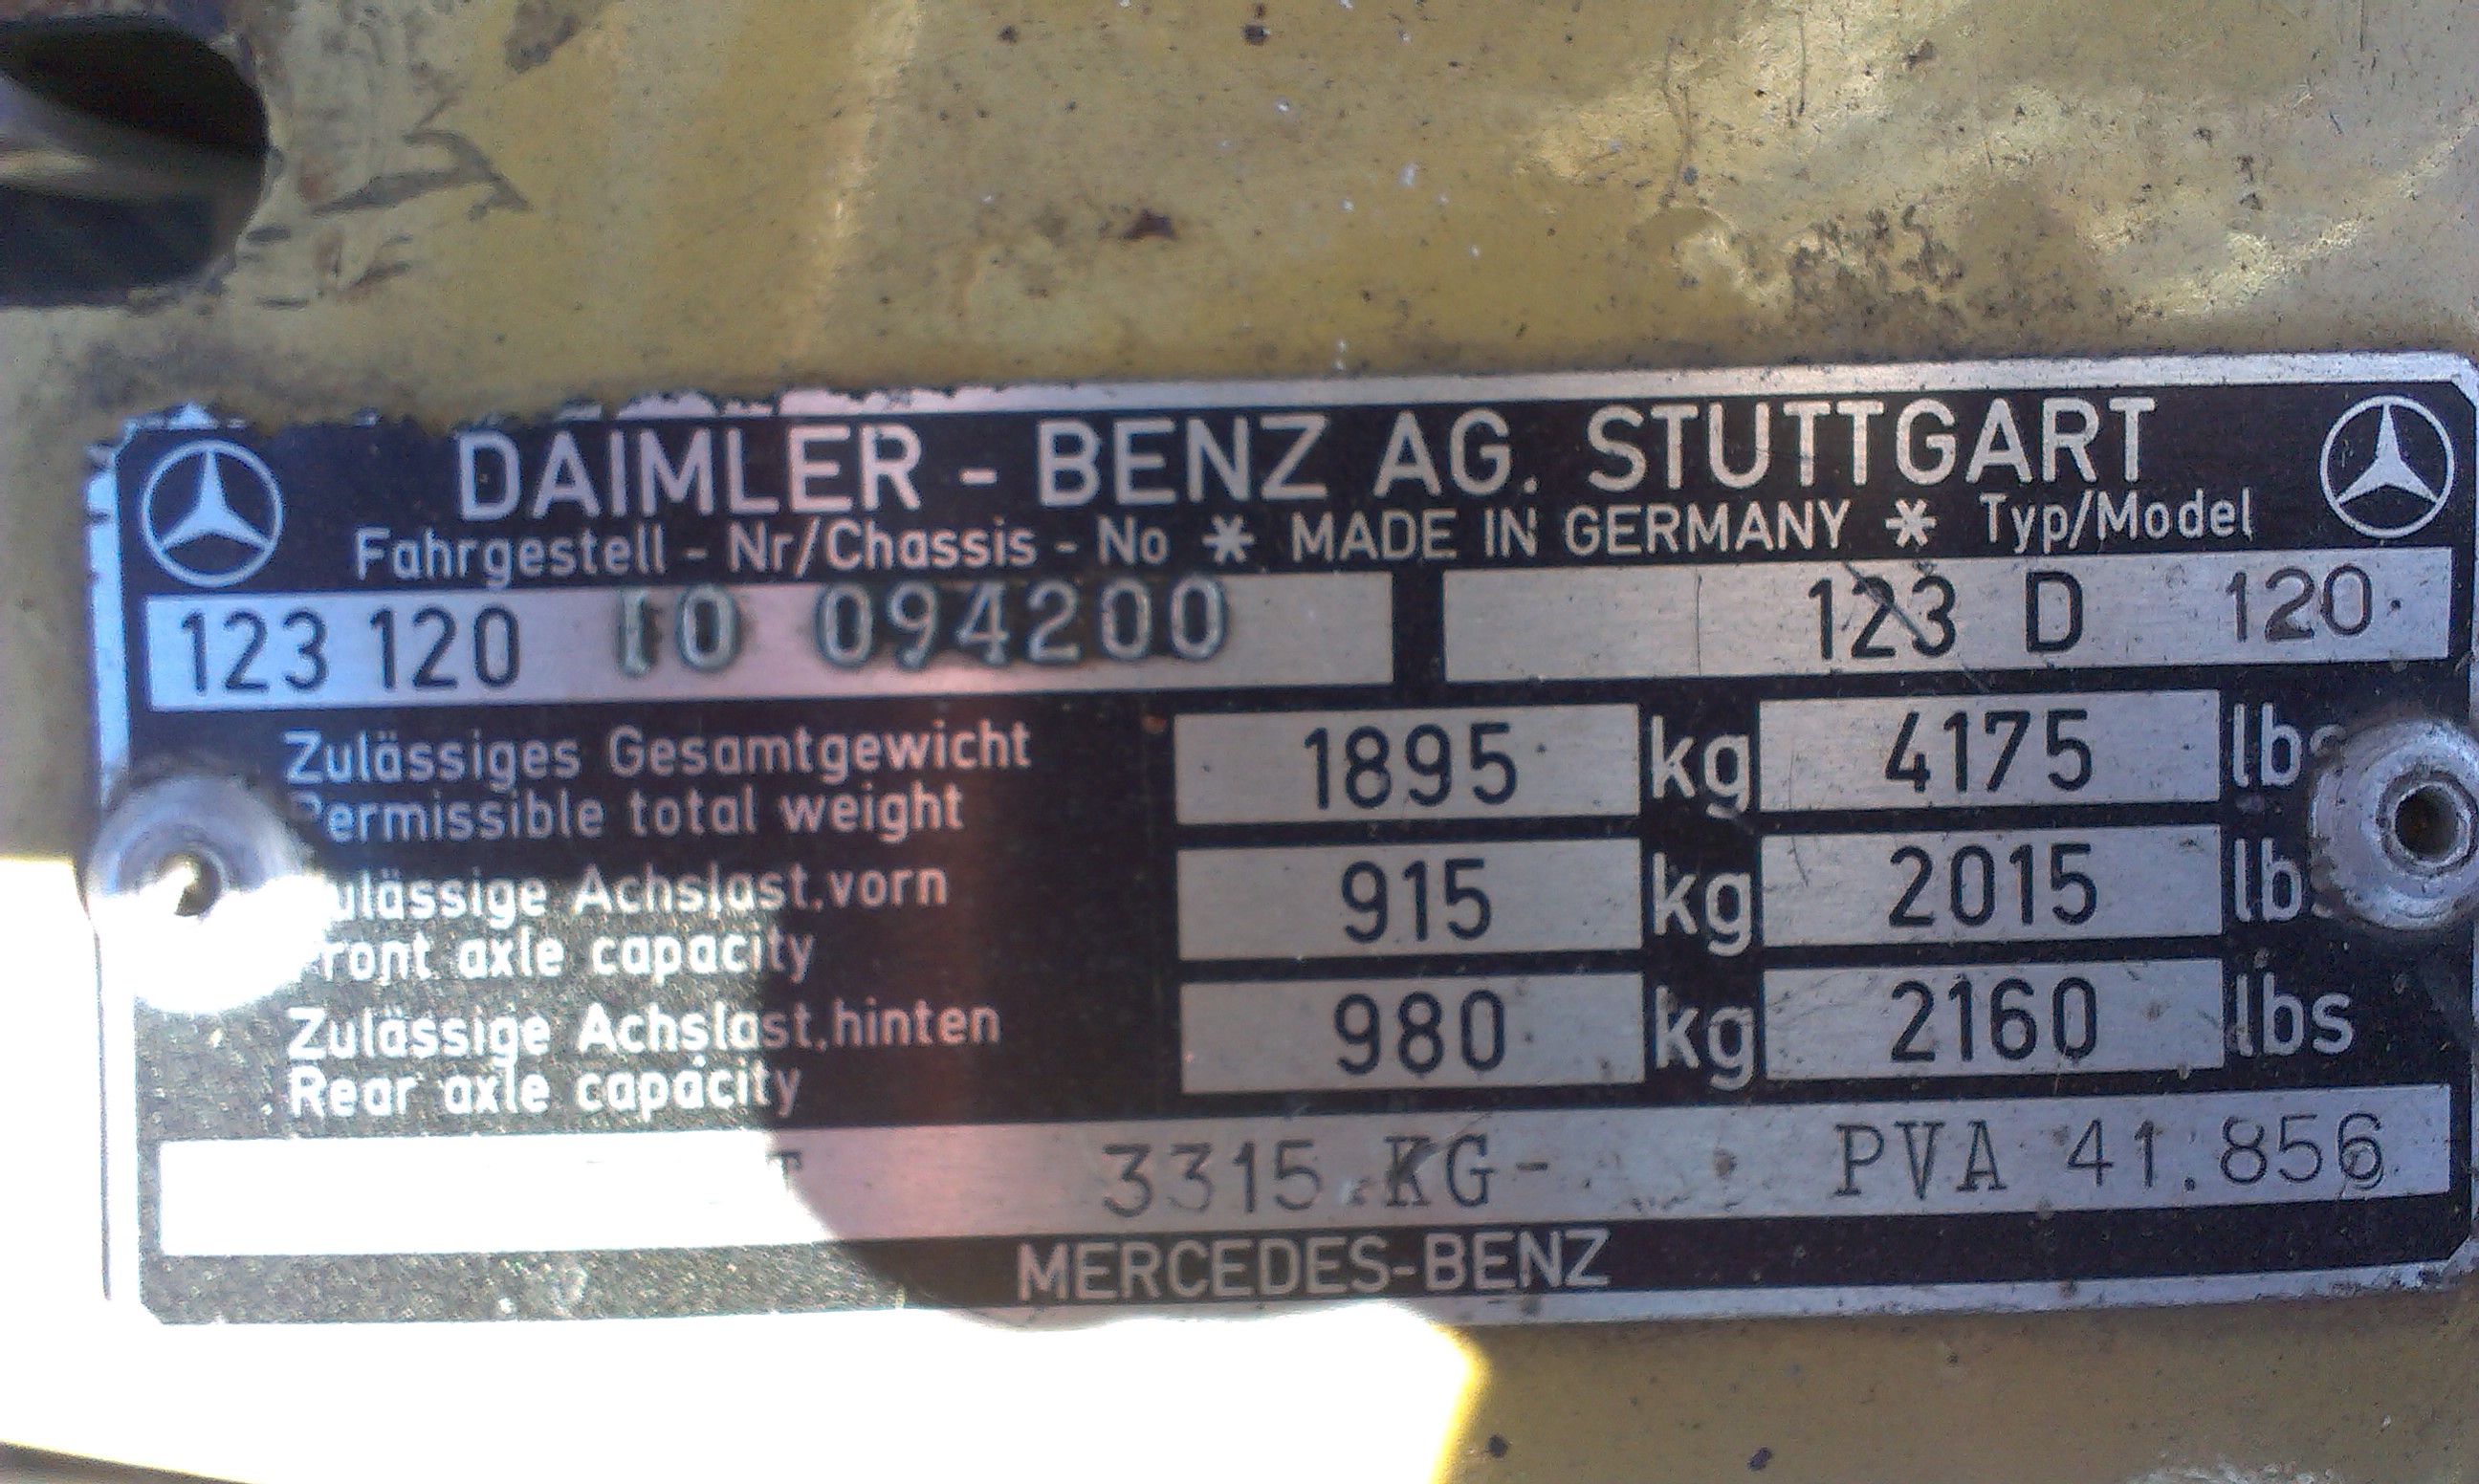 DAIMLER - BENZ AG. STUTTGART
Fahrgestell - Nr/Chassis - No * MADE IN GERMANY * Typ/Model
123 120 10 094200 123 D 120
Zulässiges Gesamtgewicht 1895 kg 4175 lbs
Permissible total weight
Zulässige Achslast,vorn 915 kg 2015 lbs
Front axle capacity
Zulässige Achslast,hinten 980 kg 2160 lbs
Rear axle capacity
3315 KG- PVA 41.856
MERCEDES-BENZ